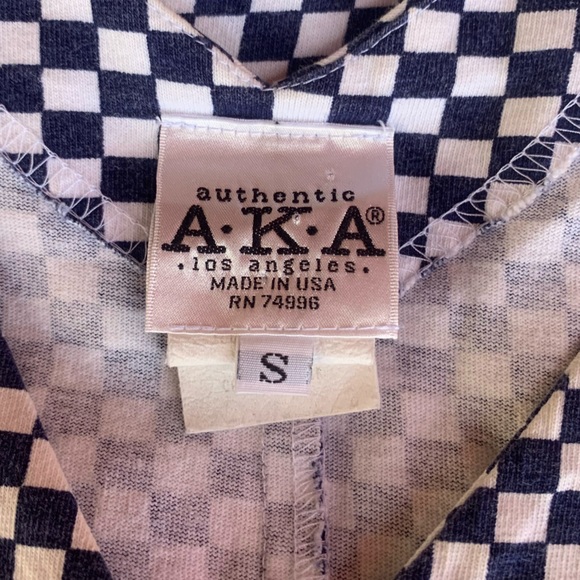 authentic
A·K·A®
·los angeles.
MADE IN USA
RN 74996
S